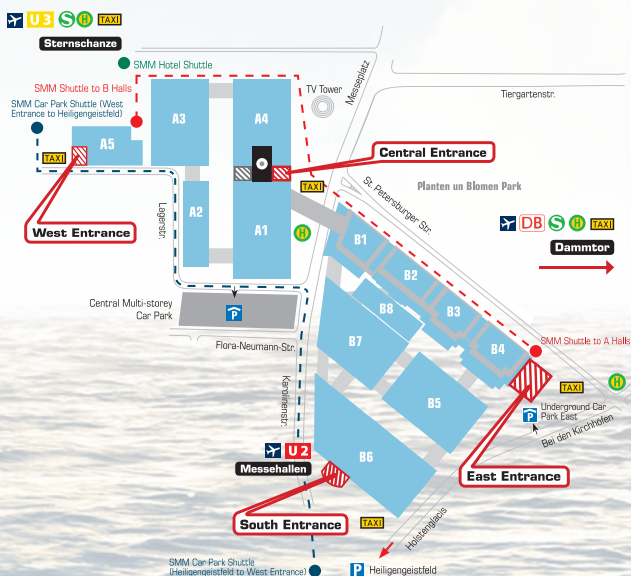 U3 S H TAXI
Sternschanze
SMM Hotel Shuttle
SMM Shuttle to B Halls
SMM Car Park Shuttle (West
Entrance to Heiligengeistfeld)
TAXI
A5
A3
A4
TV Tower
Messeplatz
Tiergartenstr.
Central Entrance
TAXI
St. Petersburger Str.
Planten un Blomen Park
West Entrance
Lagerstr.
A2
A1
H
DB S H TAXI
Dammtor
B1
B2
B3
B4
B8
B7
B5
B6
Central Multi-storey
Car Park
P
Flora-Neumann-Str.
Karolinenstr.
SMM Shuttle to A Halls
TAXI
H
P
Underground Car
Park East
Bei den Kirchhöfen
U2
Messehallen
East Entrance
South Entrance
TAXI
Holstenglacis
SMM Car Park Shuttle
(Heiligengeistfeld to West Entrance)
P Heiligengeistfeld